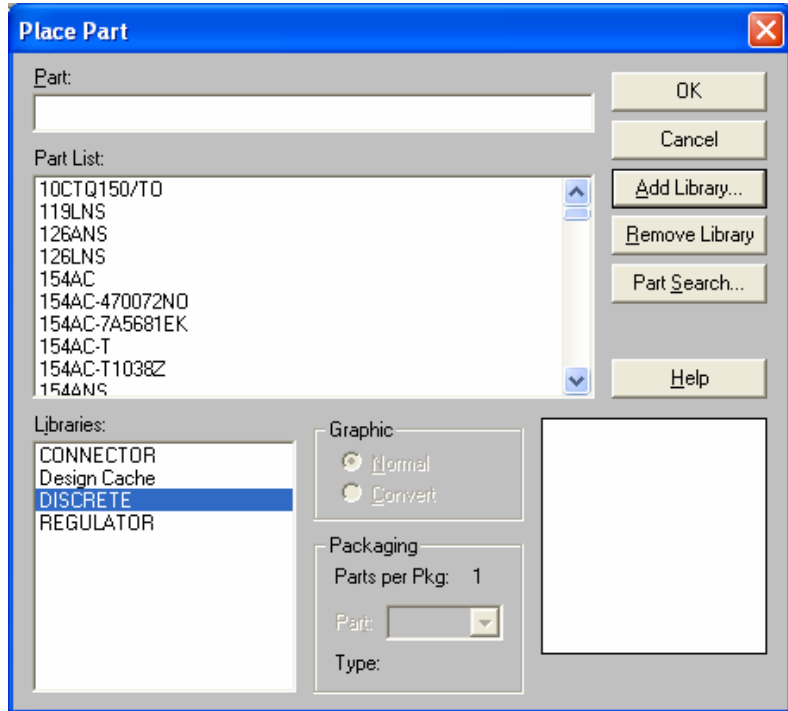 Place Part
Part:
OK
Cancel
Part List:
10CTQ150/TO
119LNS
126ANS
126LNS
154AC
154AC-470072NO
154AC-7A5681EK
154AC-T
154AC-T1038Z
154ANS
Add Library...
Remove Library
Part Search...
Help
Libraries:
CONNECTOR
Design Cache
DISCRETE
REGULATOR
Graphic
Normal
Convert
Packaging
Parts per Pkg: 1
Part:
Type: